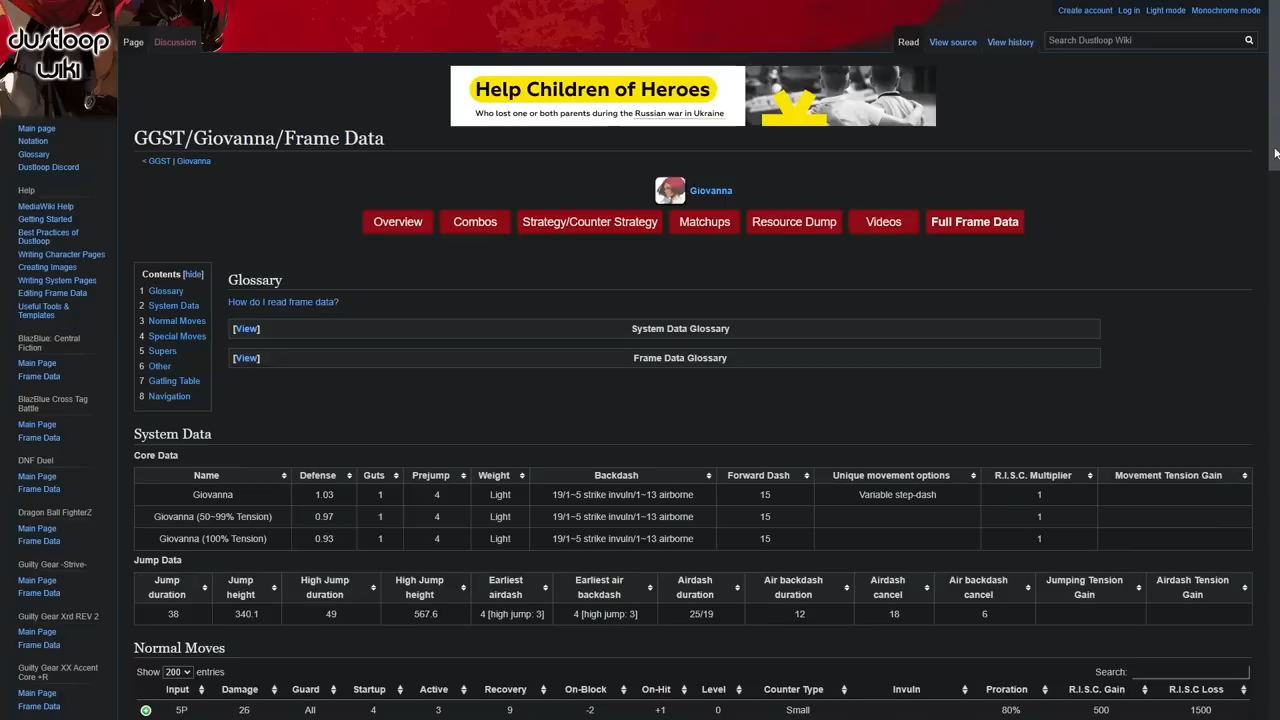 Create account Log in Light mode Monochrome mode
dustloop
wiki
Page Discussion Read View source View history Search Dustloop Wiki
Help Children of Heroes
Who lost one or both parents during the Russian war in Ukraine
GGST/Giovanna/Frame Data
< GGST | Giovanna
Giovanna
Overview Combos Strategy/Counter Strategy Matchups Resource Dump Videos Full Frame Data
Main page
Notation
Glossary
Dustloop Discord
Help
MediaWiki Help
Getting Started
Best Practices of
Dustloop
Writing Character Pages
Creating Images
Writing System Pages
Editing Frame Data
Useful Tools &
Templates
BlazBlue: Central
Fiction
Main Page
Frame Data
BlazBlue Cross Tag
Battle
Main Page
Frame Data
DNF Duel
Main Page
Frame Data
Dragon Ball FighterZ
Main Page
Frame Data
Guilty Gear -Strive-
Main Page
Frame Data
Guilty Gear Xrd REV 2
Main Page
Frame Data
Guilty Gear XX Accent
Core +R
Main Page
Frame Data
Contents [hide]
1 Glossary
2 System Data
3 Normal Moves
4 Special Moves
5 Supers
6 Other
7 Gatling Table
8 Navigation
Glossary
How do I read frame data?
[View] System Data Glossary
[View] Frame Data Glossary
System Data
Core Data
Name Defense Guts Prejump Weight Backdash Forward Dash Unique movement options R.I.S.C. Multiplier Movement Tension Gain
Giovanna 1.03 1 4 Light 19/1~5 strike invuln/1~13 airborne 15 Variable step-dash 1
Giovanna (50~99% Tension) 0.97 1 4 Light 19/1~5 strike invuln/1~13 airborne 15 1
Giovanna (100% Tension) 0.93 1 4 Light 19/1~5 strike invuln/1~13 airborne 15 1
Jump Data
Jump duration Jump height High Jump duration High Jump height Earliest airdash Earliest air backdash Airdash duration Air backdash duration Airdash cancel Air backdash cancel Jumping Tension Gain Airdash Tension Gain
38 340.1 49 567.6 4 [high jump: 3] 4 [high jump: 3] 25/19 12 18 6
Normal Moves
Show 200 entries Search:
Input Damage Guard Startup Active Recovery On-Block On-Hit Level Counter Type Invuln Proration R.I.S.C. Gain R.I.S.C Loss
5P 26 All 4 3 9 -2 +1 0 Small 80% 500 1500